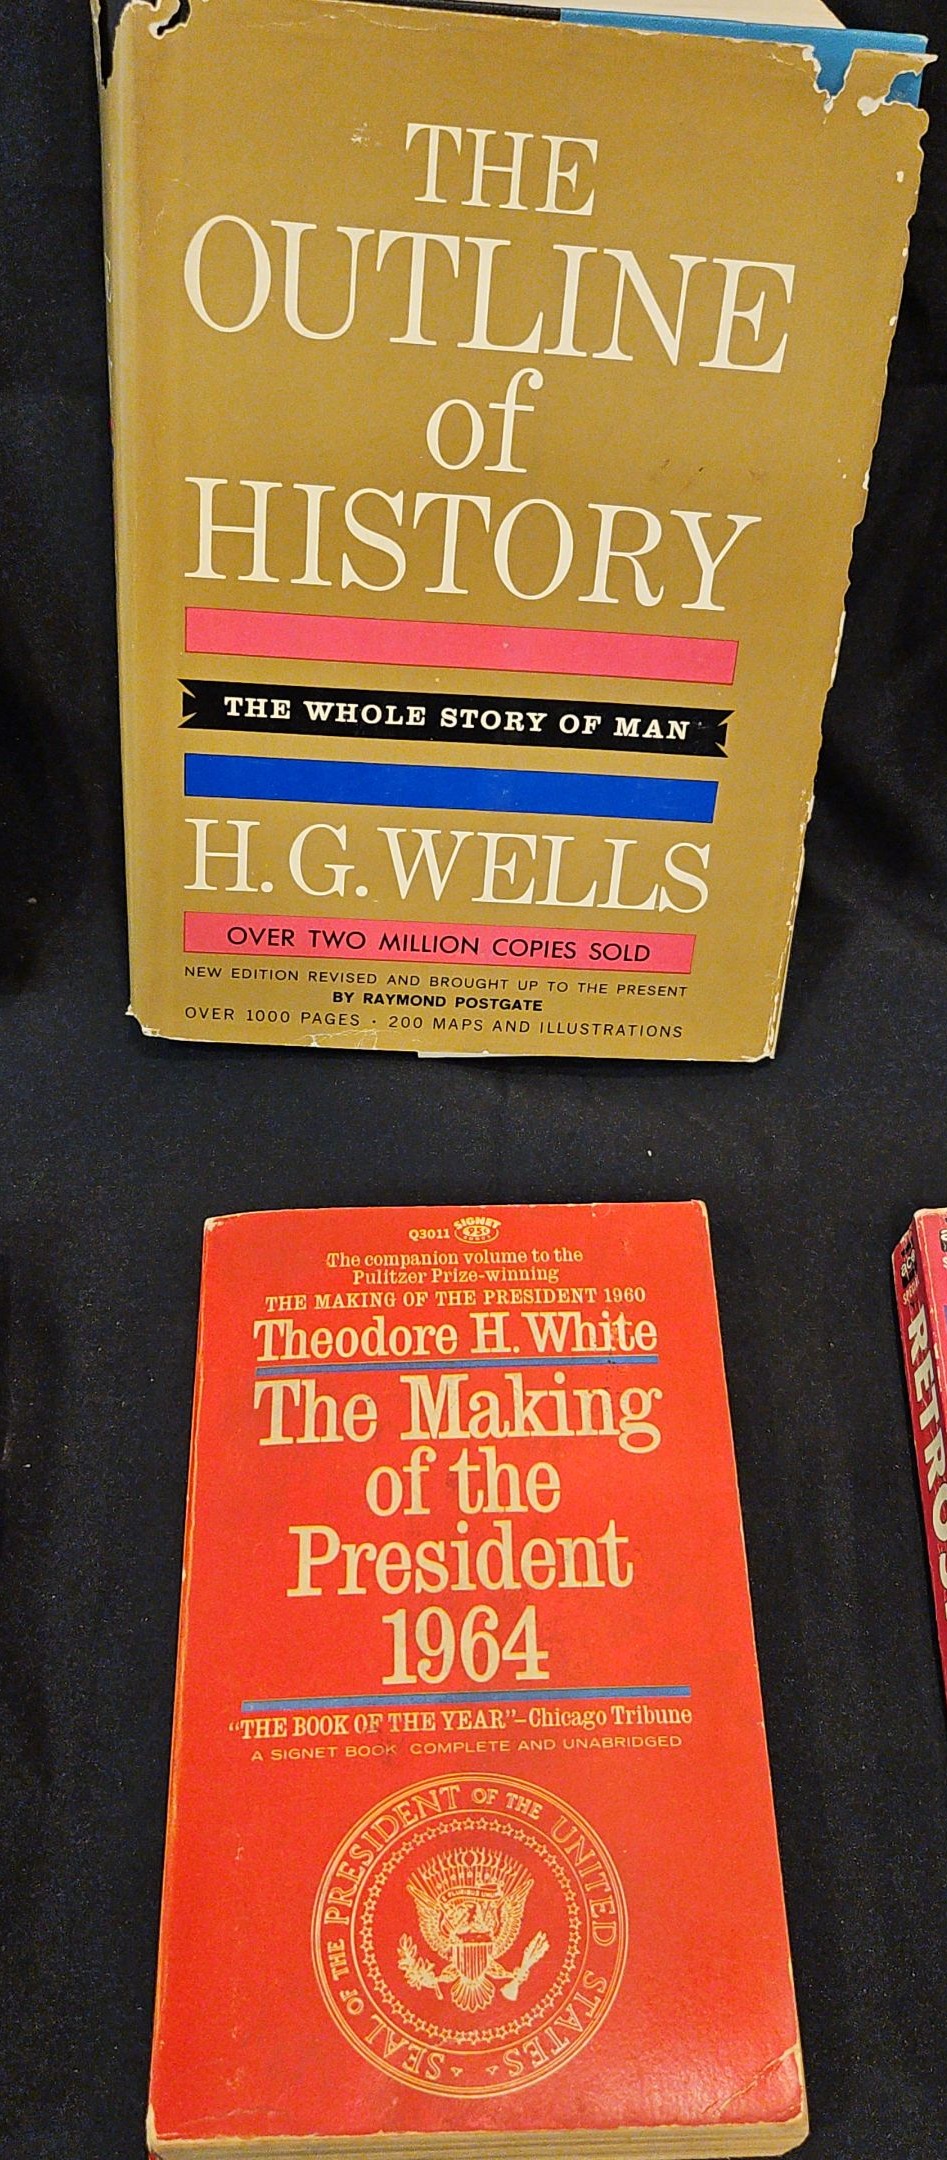 THE
OUTLINE
of
HISTORY
THE WHOLE STORY OF MAN
H.G.WELLS
OVER TWO MILLION COPIES SOLD
NEW EDITION REVISED AND BROUGHT UP TO THE PRESENT
BY RAYMOND POSTGATE
OVER 1000 PAGES · 200 MAPS AND ILLUSTRATIONS
Q3011 SIGNET 95¢ BOOKS
The companion volume to the
Pulitzer Prize-winning
THE MAKING OF THE PRESIDENT 1960
Theodore H. White
The Making
of the
President
1964
“THE BOOK OF THE YEAR”–Chicago Tribune
A SIGNET BOOK COMPLETE AND UNABRIDGED
SEAL OF THE PRESIDENT OF THE UNITED STATES
E PLURIBUS UNUM